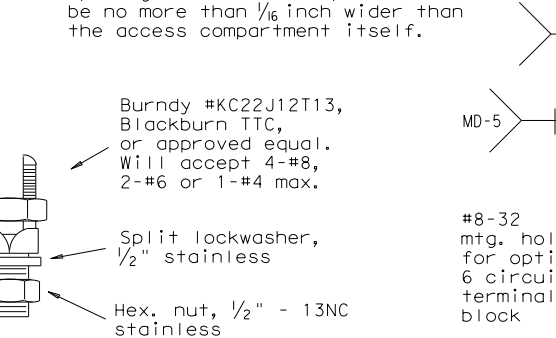 be no more than 1/16 inch wider than
the access compartment itself.
Burndy #KC22J12T13,
Blackburn TTC,
or approved equal.
Will accept 4-#8,
2-#6 or 1-#4 max.
Split lockwasher,
1/2" stainless
Hex. nut, 1/2" - 13NC
stainless
MD-5
#8-32
mtg. hol
for opti
6 circui
terminal
block